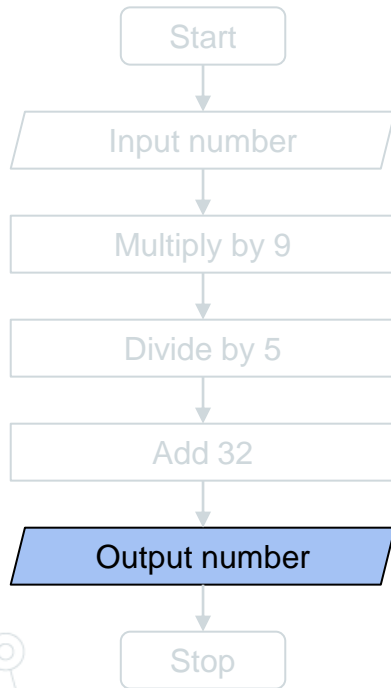 Start
Input number
Multiply by 9
Divide by 5
Add 32
Output number
Stop